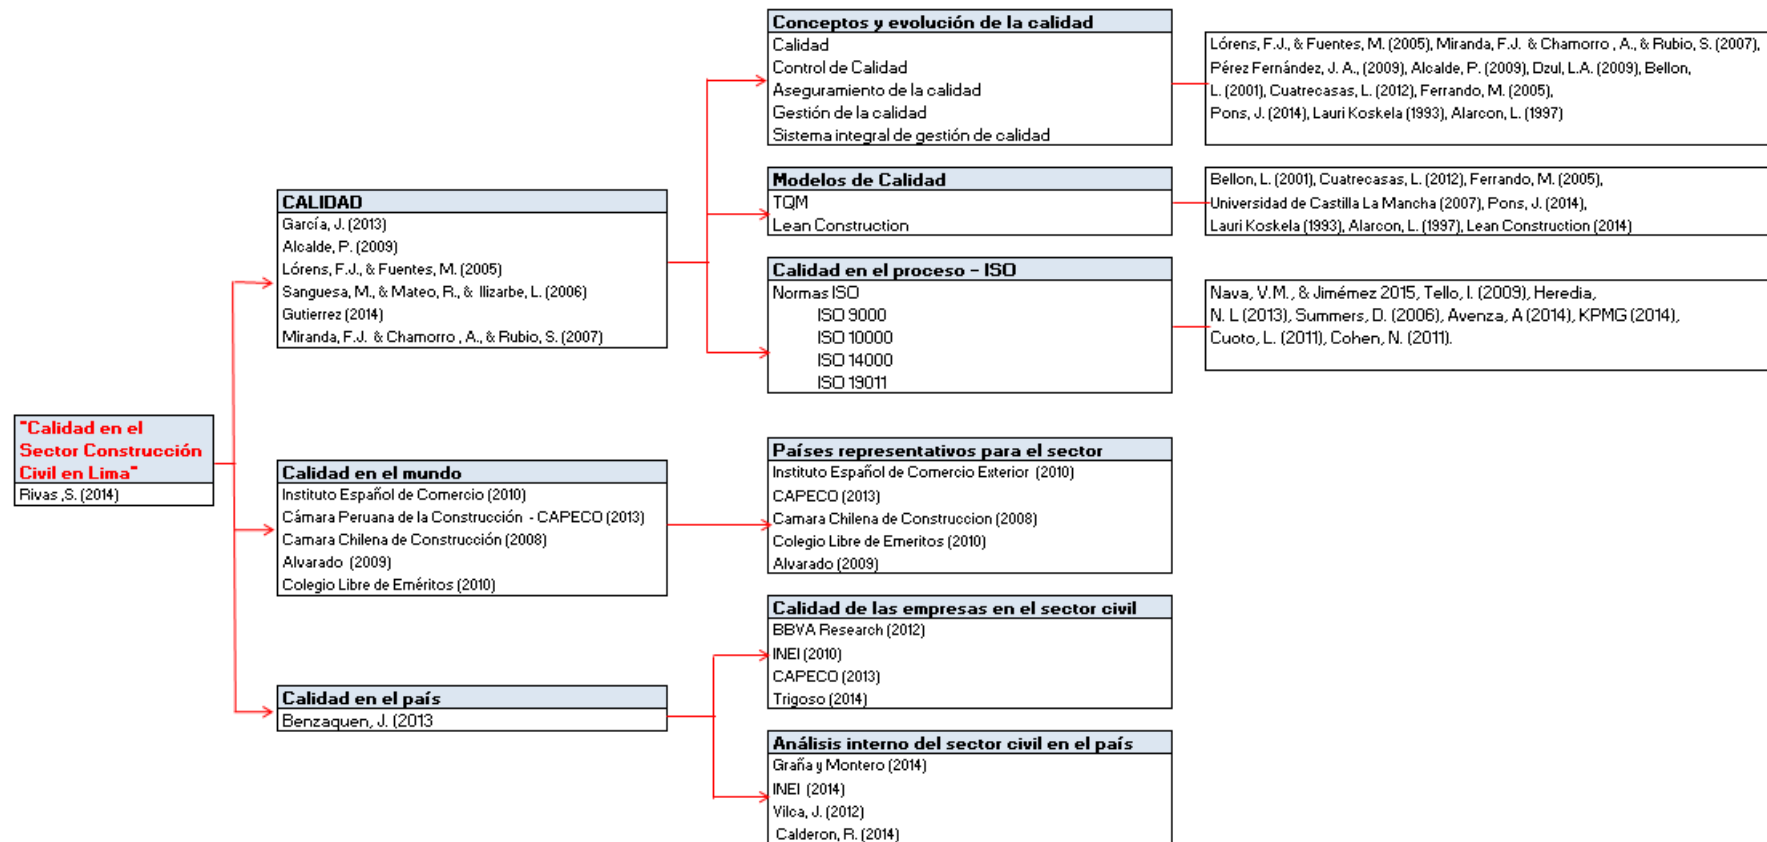 "Calidad en el
Sector Construcción
Civil en Lima"
Rivas ,S. (2014)
CALIDAD
García, J. (2013)
Alcalde, P. (2009)
Lórens, F.J., & Fuentes, M. (2005)
Sanguesa, M., & Mateo, R., & Ilizarbe, L. (2006)
Gutierrez (2014)
Miranda, F.J. & Chamorro , A., & Rubio, S. (2007)
Calidad en el mundo
Instituto Español de Comercio (2010)
Cámara Peruana de la Construcción - CAPECO (2013)
Camara Chilena de Construcción (2008)
Alvarado (2009)
Colegio Libre de Eméritos (2010)
Calidad en el país
Benzaquen, J. (2013
Conceptos y evolución de la calidad
Calidad
Control de Calidad
Aseguramiento de la calidad
Gestión de la calidad
Sistema integral de gestión de calidad
Modelos de Calidad
TQM
Lean Construction
Calidad en el proceso - ISO
Normas ISO
ISO 9000
ISO 10000
ISO 14000
ISO 19011
Países representativos para el sector
Instituto Español de Comercio Exterior (2010)
CAPECO (2013)
Camara Chilena de Construccion (2008)
Colegio Libre de Emeritos (2010)
Alvarado (2009)
Calidad de las empresas en el sector civil
BBVA Research (2012)
INEI (2010)
CAPECO (2013)
Trigoso (2014)
Análisis interno del sector civil en el país
Graña y Montero (2014)
INEI (2014)
Vilca, J. (2012)
Calderon, R. (2014)
Lórens, F.J., & Fuentes, M. (2005), Miranda, F.J. & Chamorro , A., & Rubio, S. (2007),
Pérez Fernández, J. A., (2009), Alcalde, P. (2009), Dzul, L.A. (2009), Bellon,
L. (2001), Cuatrecasas, L. (2012), Ferrando, M. (2005),
Pons, J. (2014), Lauri Koskela (1993), Alarcon, L. (1997)
Bellon, L. (2001), Cuatrecasas, L. (2012), Ferrando, M. (2005),
Universidad de Castilla La Mancha (2007), Pons, J. (2014),
Lauri Koskela (1993), Alarcon, L. (1997), Lean Construction (2014)
Nava, V.M., & Jimémez 2015, Tello, I. (2009), Heredia,
N. L (2013), Summers, D. (2006), Avenza, A (2014), KPMG (2014),
Cuoto, L. (2011), Cohen, N. (2011).